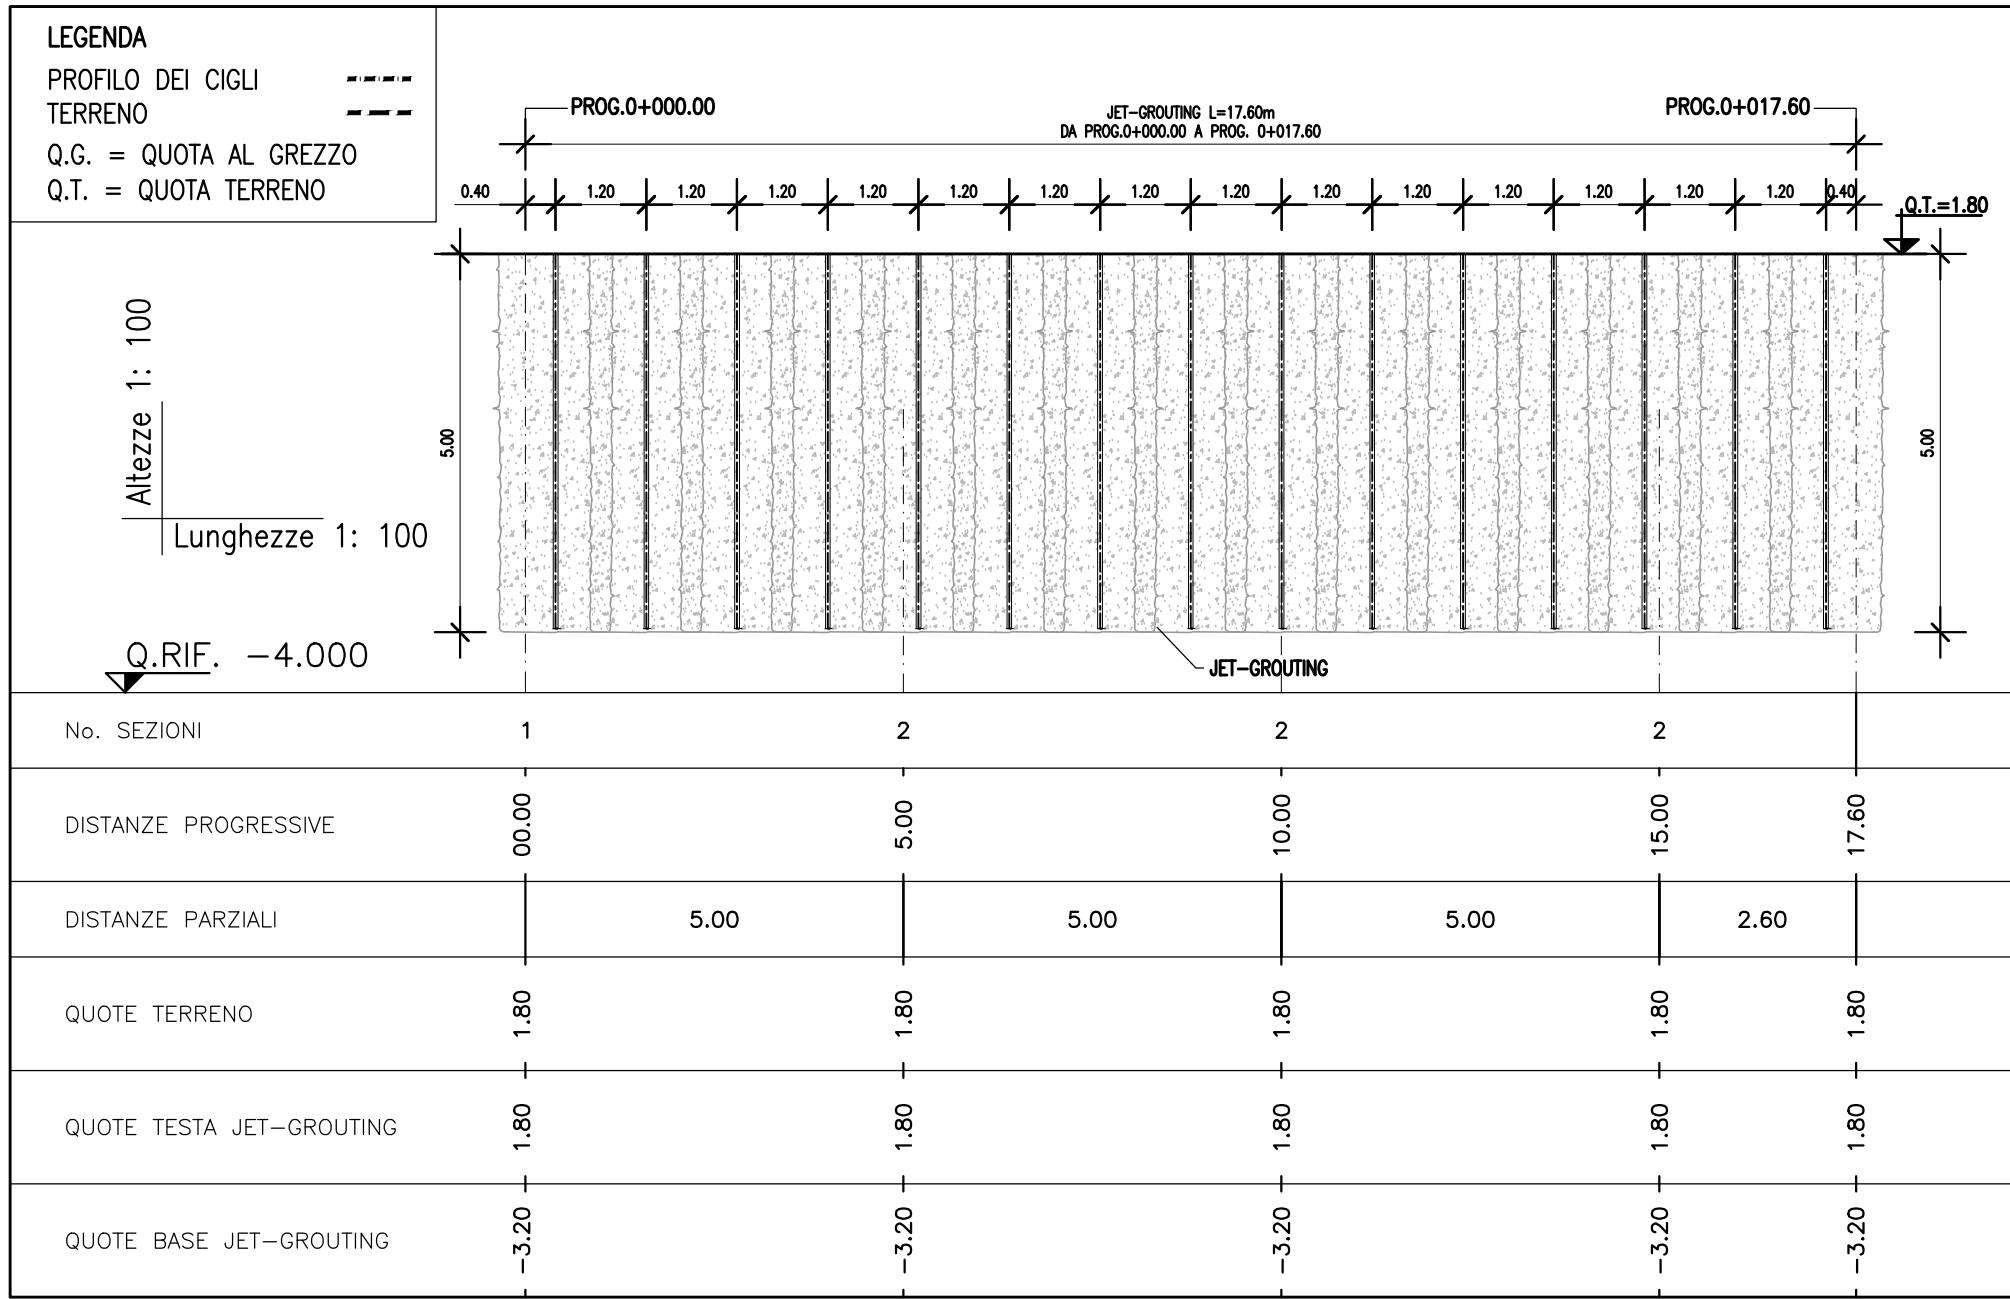 LEGENDA
PROFILO DEI CIGLI
TERRENO
Q.G. = QUOTA AL GREZZO
Q.T. = QUOTA TERRENO
PROG.0+000.00
JET-GROUTING L=17.60m
DA PROG.0+000.00 A PROG. 0+017.60
PROG.0+017.60
0.40 1.20 1.20 1.20 1.20 1.20 1.20 1.20 1.20 1.20 1.20 1.20 1.20 1.20 1.20 0.40
Q.T.=1.80
Altezze 1: 100
Lunghezze 1: 100
5.00
5.00
Q.RIF. -4.000
JET-GROUTING
No. SEZIONI 1 2 2 2
DISTANZE PROGRESSIVE 00.00 5.00 10.00 15.00 17.60
DISTANZE PARZIALI 5.00 5.00 5.00 2.60
QUOTE TERRENO 1.80 1.80 1.80 1.80 1.80
QUOTE TESTA JET-GROUTING 1.80 1.80 1.80 1.80 1.80
QUOTE BASE JET-GROUTING -3.20 -3.20 -3.20 -3.20 -3.20